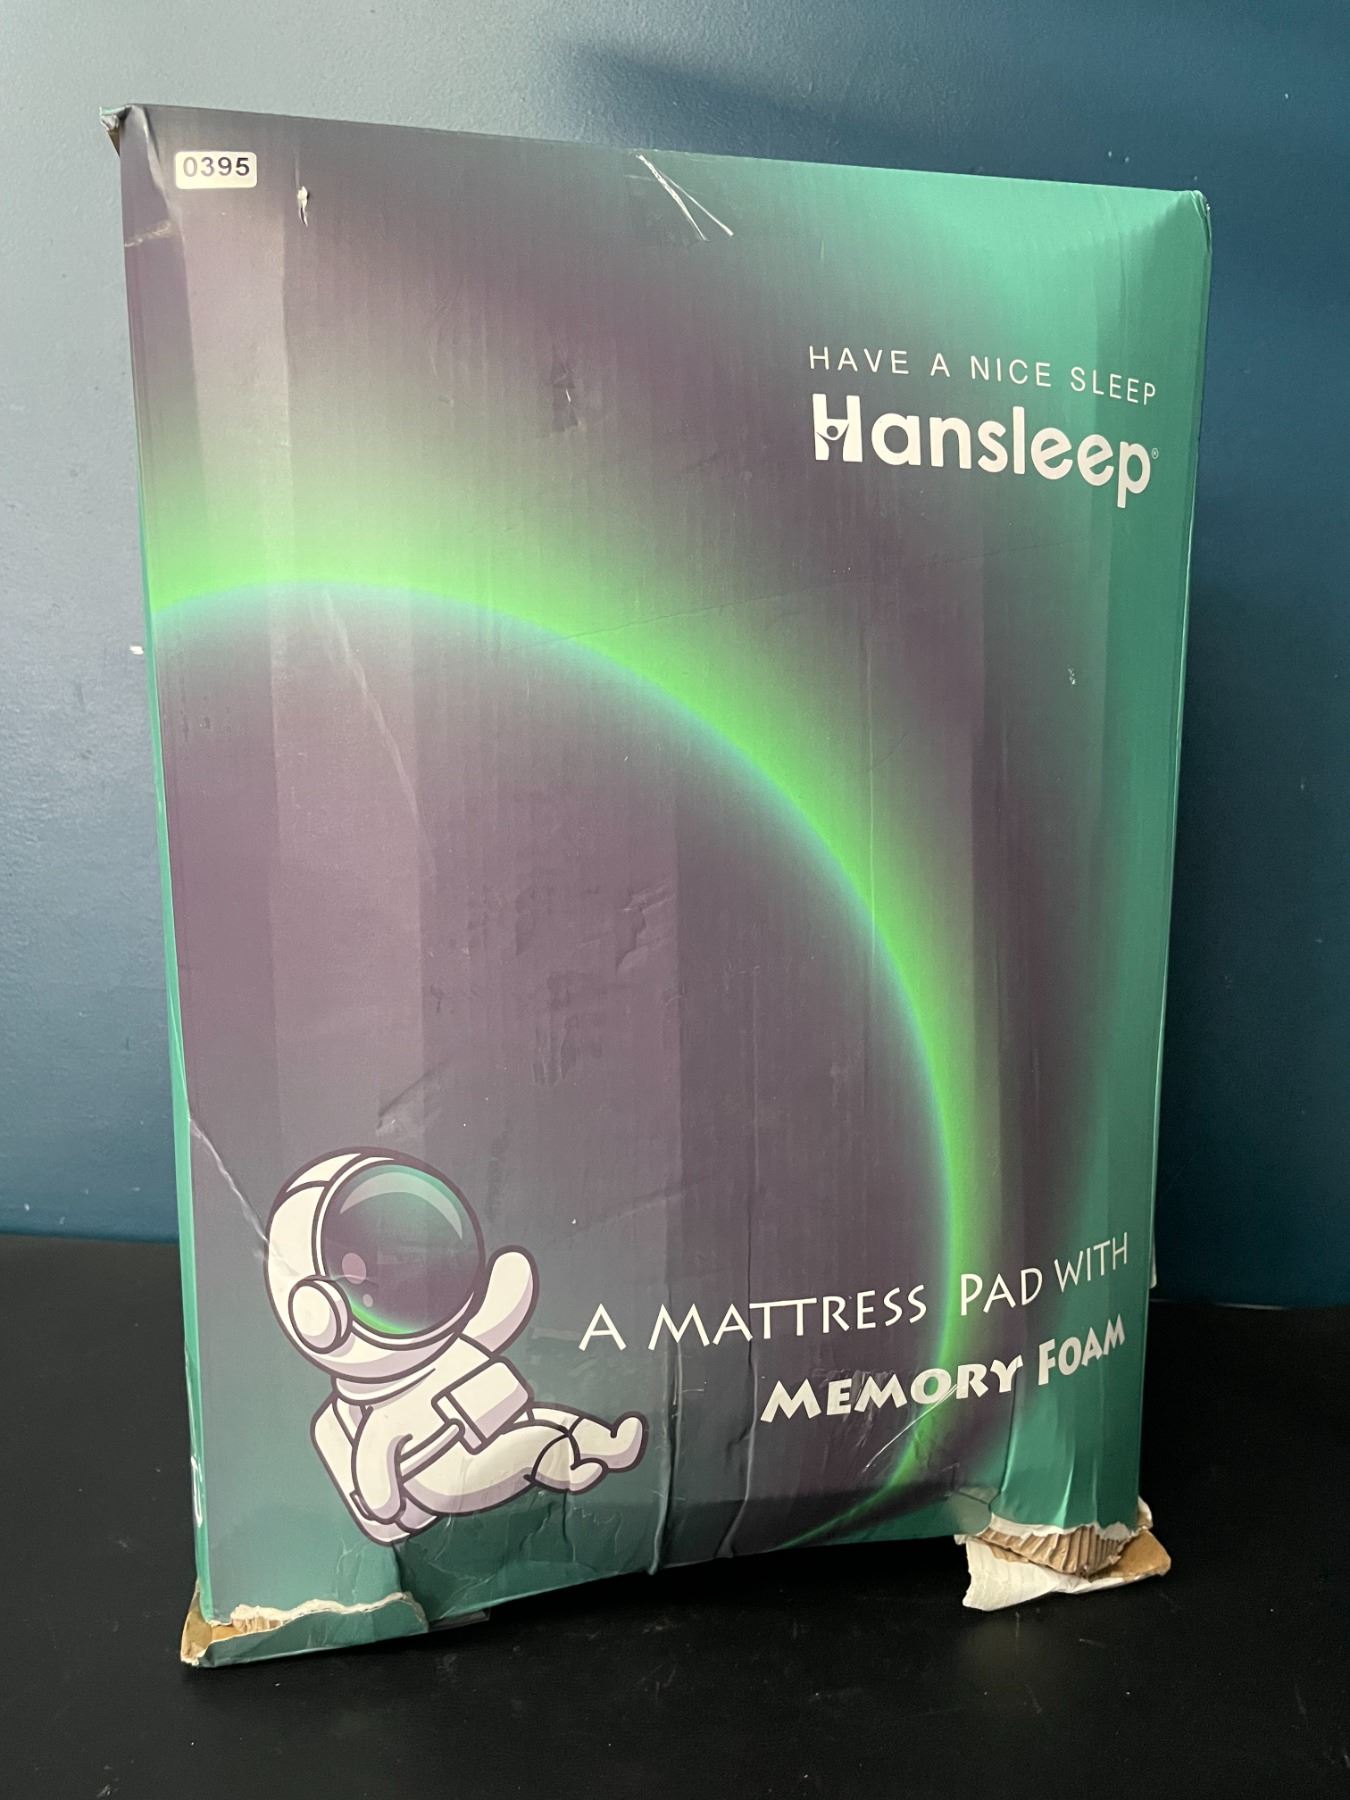 0395
HAVE A NICE SLEEP
Hansleep®
A MATTRESS PAD WITH
MEMORY FOAM